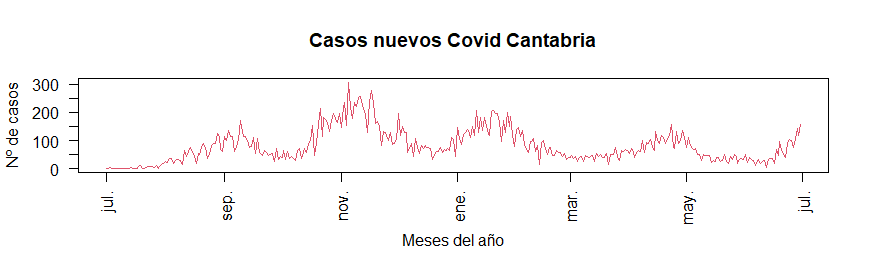 Casos nuevos Covid Cantabria
Nº de casos
300
200
100
0
jul.
sep.
nov.
ene.
mar.
may.
jul.
Meses del año